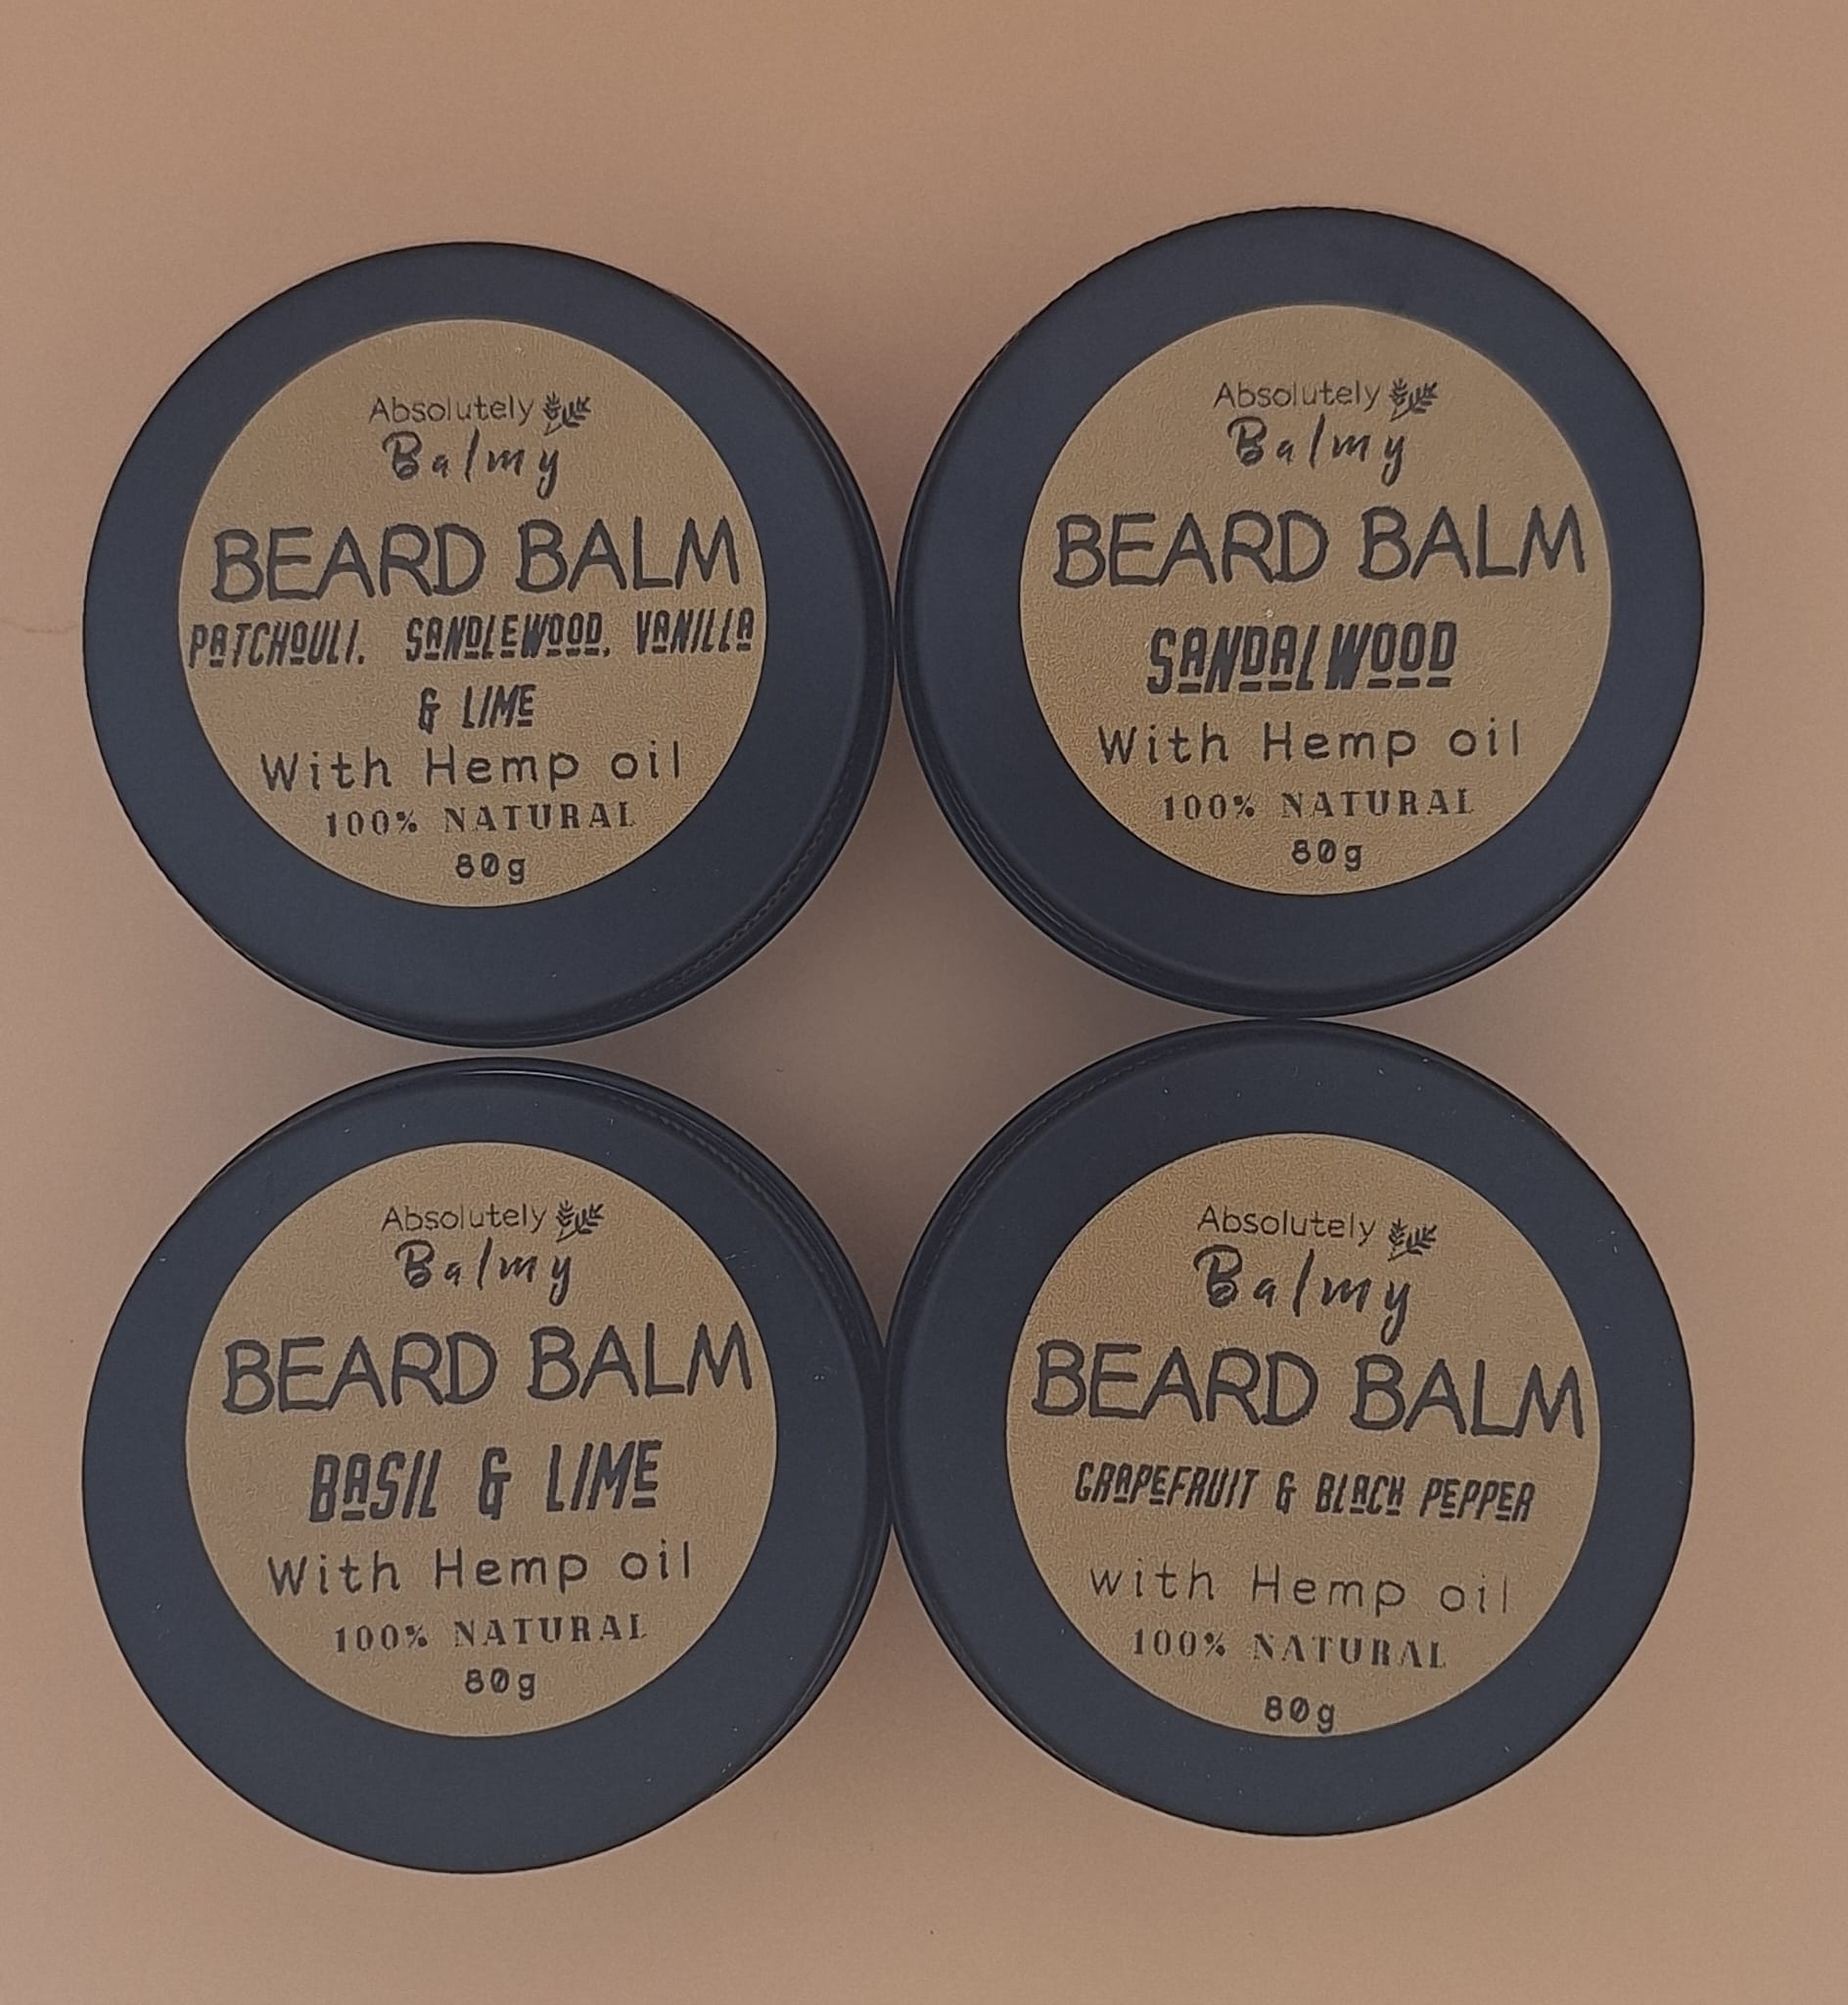 Absolutely
Balmy
BEARD BALM
PATCHOULI, SANDLEWOOD, VANILLA
& LIME
With Hemp oil
100% NATURAL
80g
Absolutely
Balmy
BEARD BALM
SANDALWOOD
With Hemp oil
100% NATURAL
80g
Absolutely
Balmy
BEARD BALM
BASIL & LIME
With Hemp oil
100% NATURAL
80g
Absolutely
Balmy
BEARD BALM
GRAPEFRUIT & BLACK PEPPER
with Hemp oil
100% NATURAL
80g